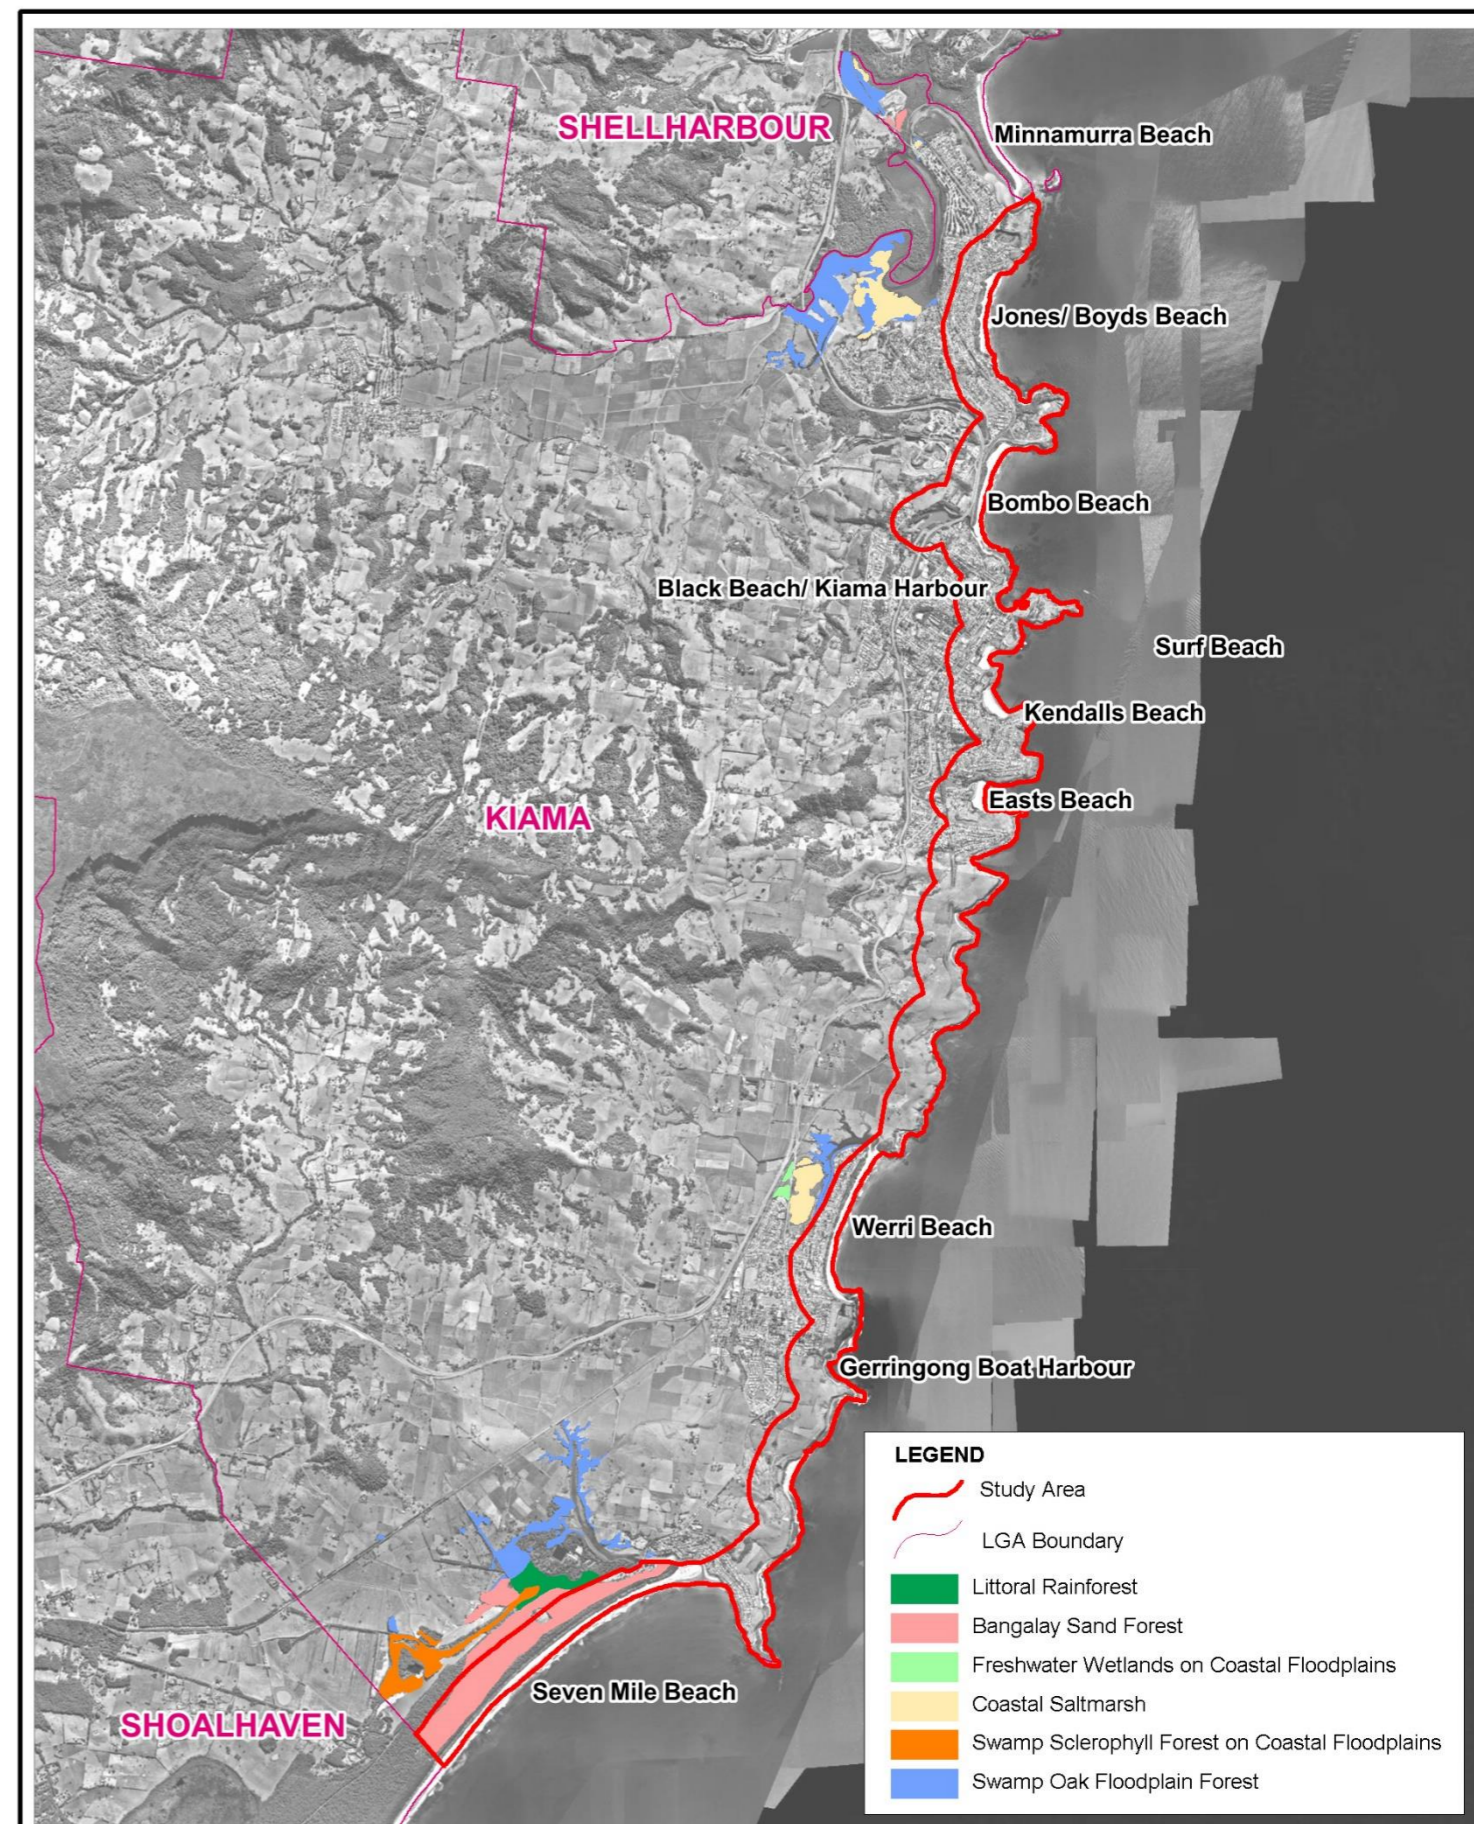 SHELLHARBOUR
Minnamurra Beach
Jones/ Boyds Beach
Bombo Beach
Black Beach/ Kiama Harbour
Surf Beach
Kendalls Beach
Easts Beach
KIAMA
Werri Beach
Gerringong Boat Harbour
Seven Mile Beach
SHOALHAVEN
LEGEND
Study Area
LGA Boundary
Littoral Rainforest
Bangalay Sand Forest
Freshwater Wetlands on Coastal Floodplains
Coastal Saltmarsh
Swamp Sclerophyll Forest on Coastal Floodplains
Swamp Oak Floodplain Forest